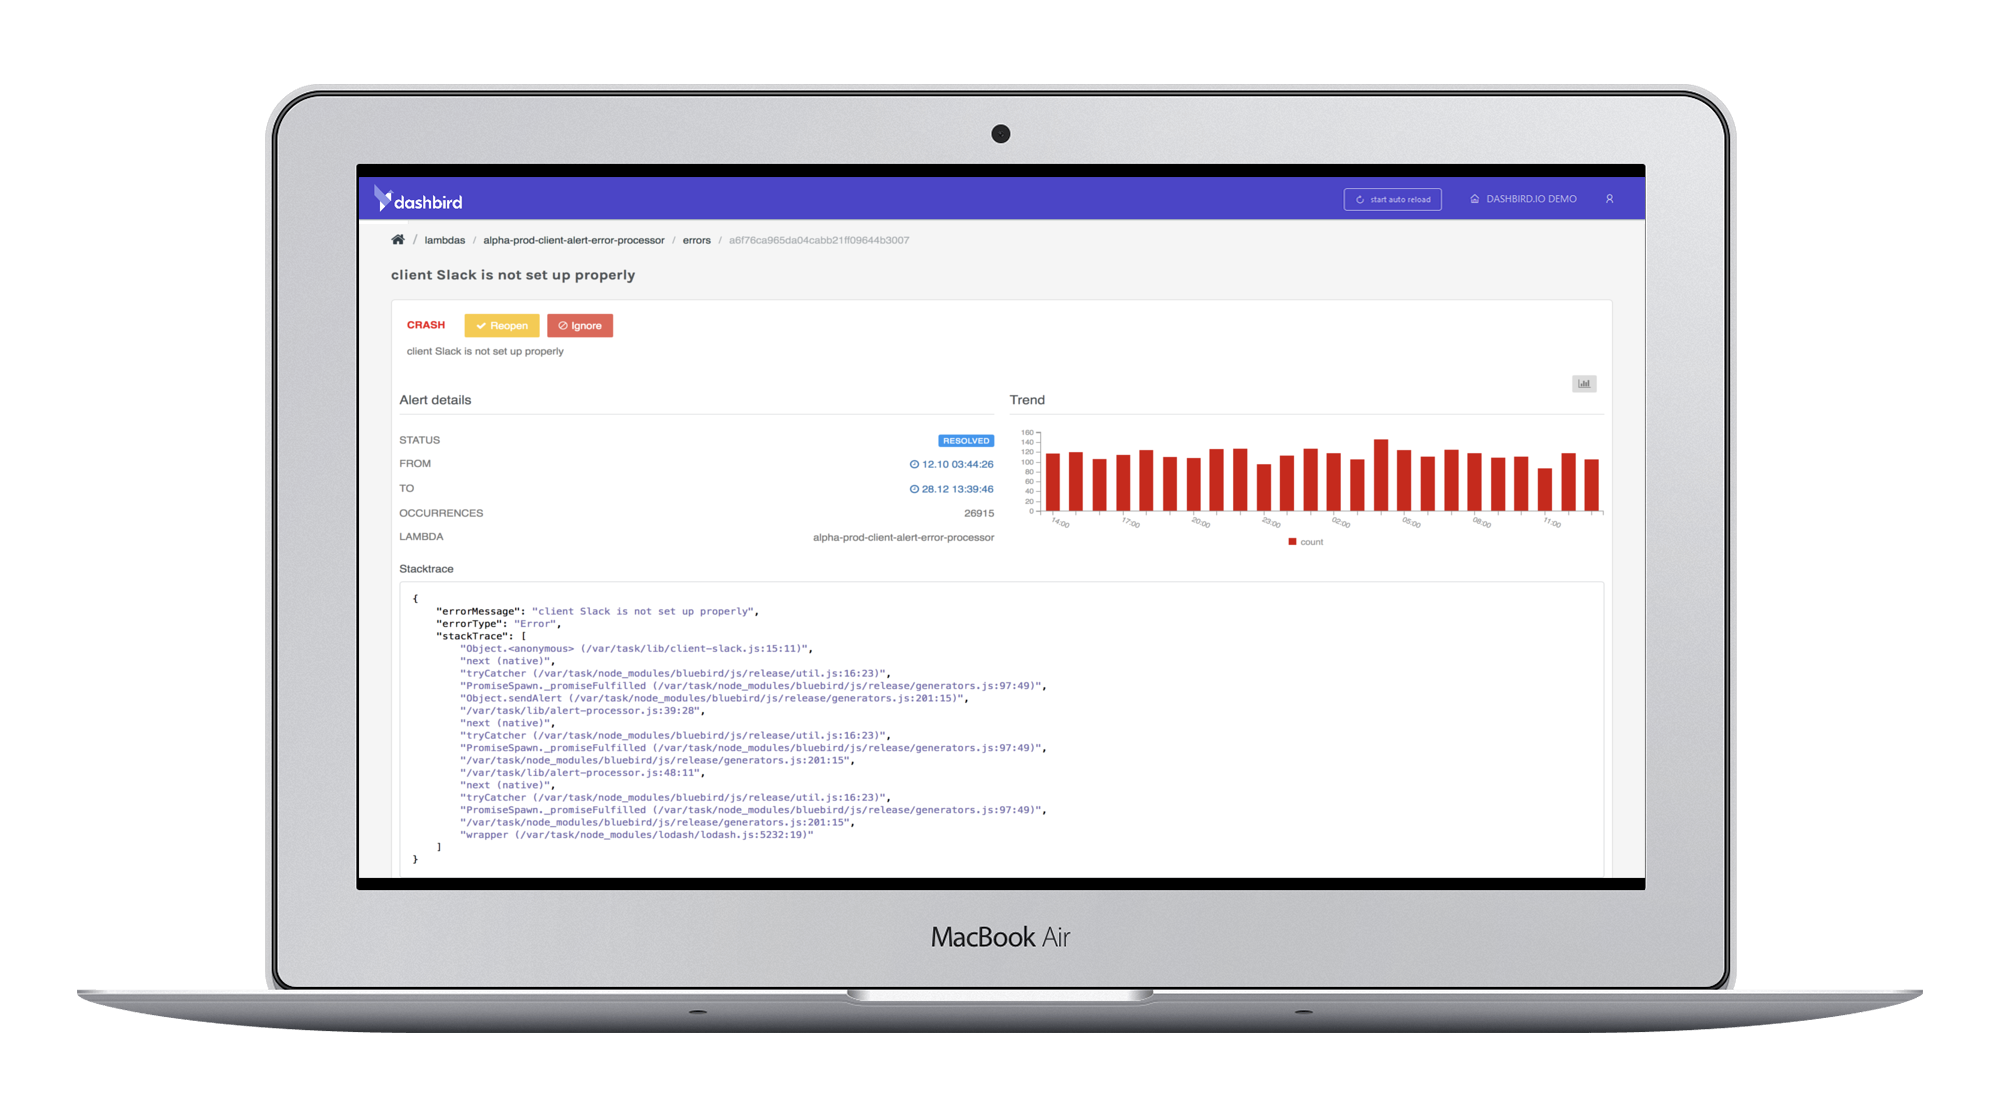 dashbird
start auto reload
DASHBIRD.IO DEMO
/ lambdas / alpha-prod-client-alert-error-processor / errors / a6f76ca965da04cabb21ff09644b3007
client Slack is not set up properly
CRASH
Reopen
Ignore
client Slack is not set up properly
Alert details
STATUS RESOLVED
FROM 12.10 03:44:26
TO 28.12 13:39:46
OCCURRENCES 26915
LAMBDA alpha-prod-client-alert-error-processor
Trend
160
140
120
100
80
60
40
20
0
14:00 17:00 20:00 23:00 02:00 05:00 08:00 11:00
count
Stacktrace
{
"errorMessage": "client Slack is not set up properly",
"errorType": "Error",
"stackTrace": [
"Object.<anonymous> (/var/task/lib/client-slack.js:15:11)",
"next (native)",
"tryCatcher (/var/task/node_modules/bluebird/js/release/util.js:16:23)",
"PromiseSpawn._promiseFulfilled (/var/task/node_modules/bluebird/js/release/generators.js:97:49)",
"Object.sendAlert (/var/task/node_modules/bluebird/js/release/generators.js:201:15)",
"/var/task/lib/alert-processor.js:39:28",
"next (native)",
"tryCatcher (/var/task/node_modules/bluebird/js/release/util.js:16:23)",
"PromiseSpawn._promiseFulfilled (/var/task/node_modules/bluebird/js/release/generators.js:97:49)",
"/var/task/node_modules/bluebird/js/release/generators.js:201:15",
"/var/task/lib/alert-processor.js:48:11",
"next (native)",
"tryCatcher (/var/task/node_modules/bluebird/js/release/util.js:16:23)",
"PromiseSpawn._promiseFulfilled (/var/task/node_modules/bluebird/js/release/generators.js:97:49)",
"/var/task/node_modules/bluebird/js/release/generators.js:201:15",
"wrapper (/var/task/node_modules/lodash/lodash.js:5232:19)"
]
}
MacBook Air